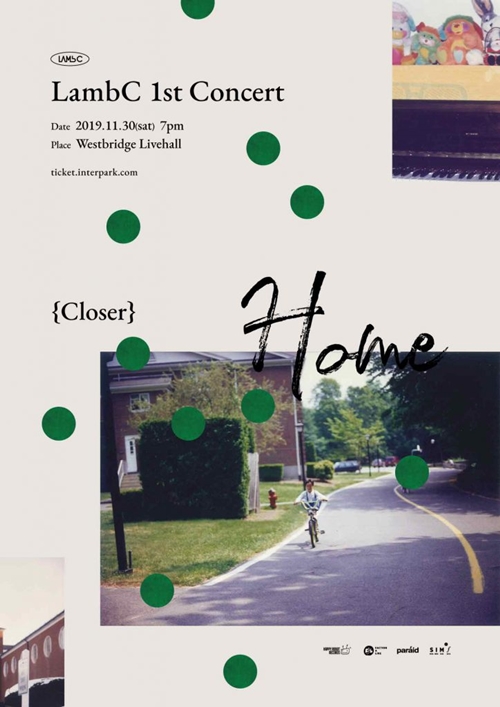 LAMbC
LambC 1st Concert
Date 2019.11.30(sat) 7pm
Place Westbridge Livehall
ticket.interpark.com
{Closer}
Home
paraid